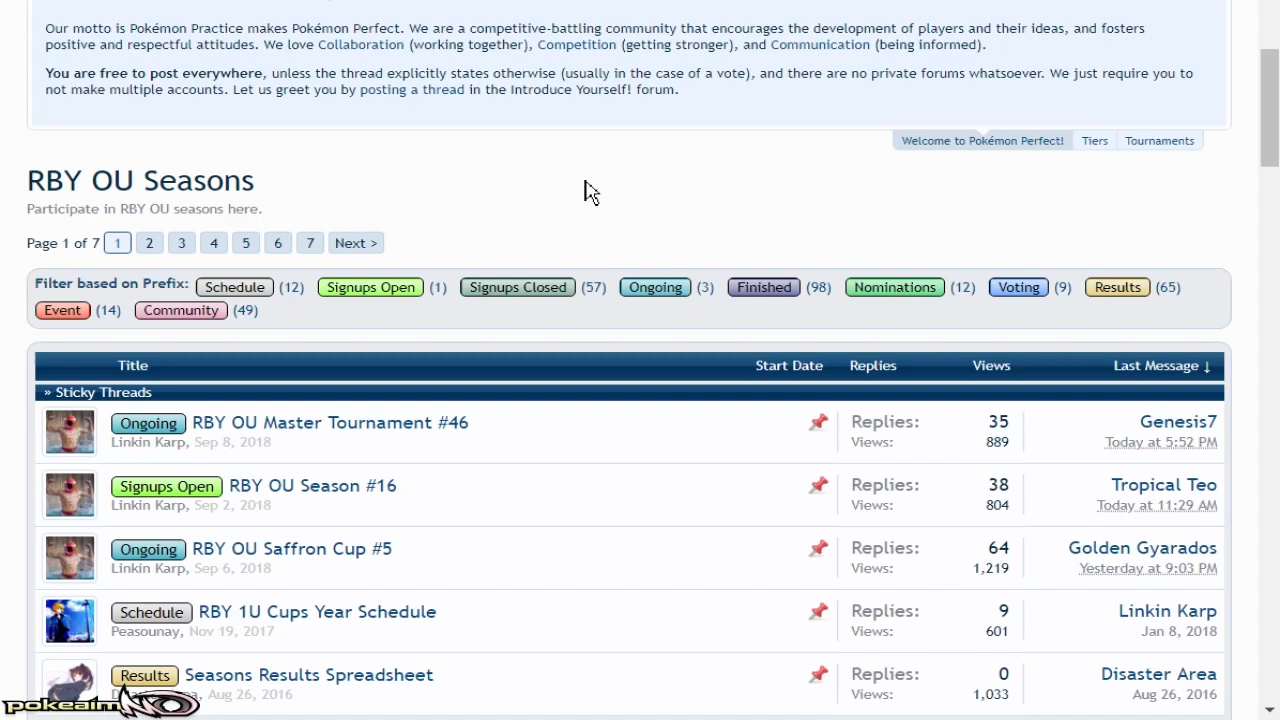 Our motto is Pokémon Practice makes Pokémon Perfect. We are a competitive-battling community that encourages the development of players and their ideas, and fosters
positive and respectful attitudes. We love Collaboration (working together), Competition (getting stronger), and Communication (being informed).
You are free to post everywhere, unless the thread explicitly states otherwise (usually in the case of a vote), and there are no private forums whatsoever. We just require you to
not make multiple accounts. Let us greet you by posting a thread in the Introduce Yourself! forum.
Welcome to Pokémon Perfect! Tiers Tournaments
RBY OU Seasons
Participate in RBY OU seasons here.
Page 1 of 7 1 2 3 4 5 6 7 Next >
Filter based on Prefix: Schedule (12) Signups Open (1) Signups Closed (57) Ongoing (3) Finished (98) Nominations (12) Voting (9) Results (65)
Event (14) Community (49)
Title Start Date Replies Views Last Message ↓
» Sticky Threads
Ongoing RBY OU Master Tournament #46 Replies: 35 Genesis7
Linkin Karp, Sep 8, 2018 Views: 889 Today at 5:52 PM
Signups Open RBY OU Season #16 Replies: 38 Tropical Teo
Linkin Karp, Sep 2, 2018 Views: 804 Today at 11:29 AM
Ongoing RBY OU Saffron Cup #5 Replies: 64 Golden Gyarados
Linkin Karp, Sep 6, 2018 Views: 1,219 Yesterday at 9:03 PM
Schedule RBY 1U Cups Year Schedule Replies: 9 Linkin Karp
Peasounay, Nov 19, 2017 Views: 601 Jan 8, 2018
Results Seasons Results Spreadsheet Replies: 0 Disaster Area
Aug 26, 2016 Views: 1,033 Aug 26, 2016
pokeaimMD